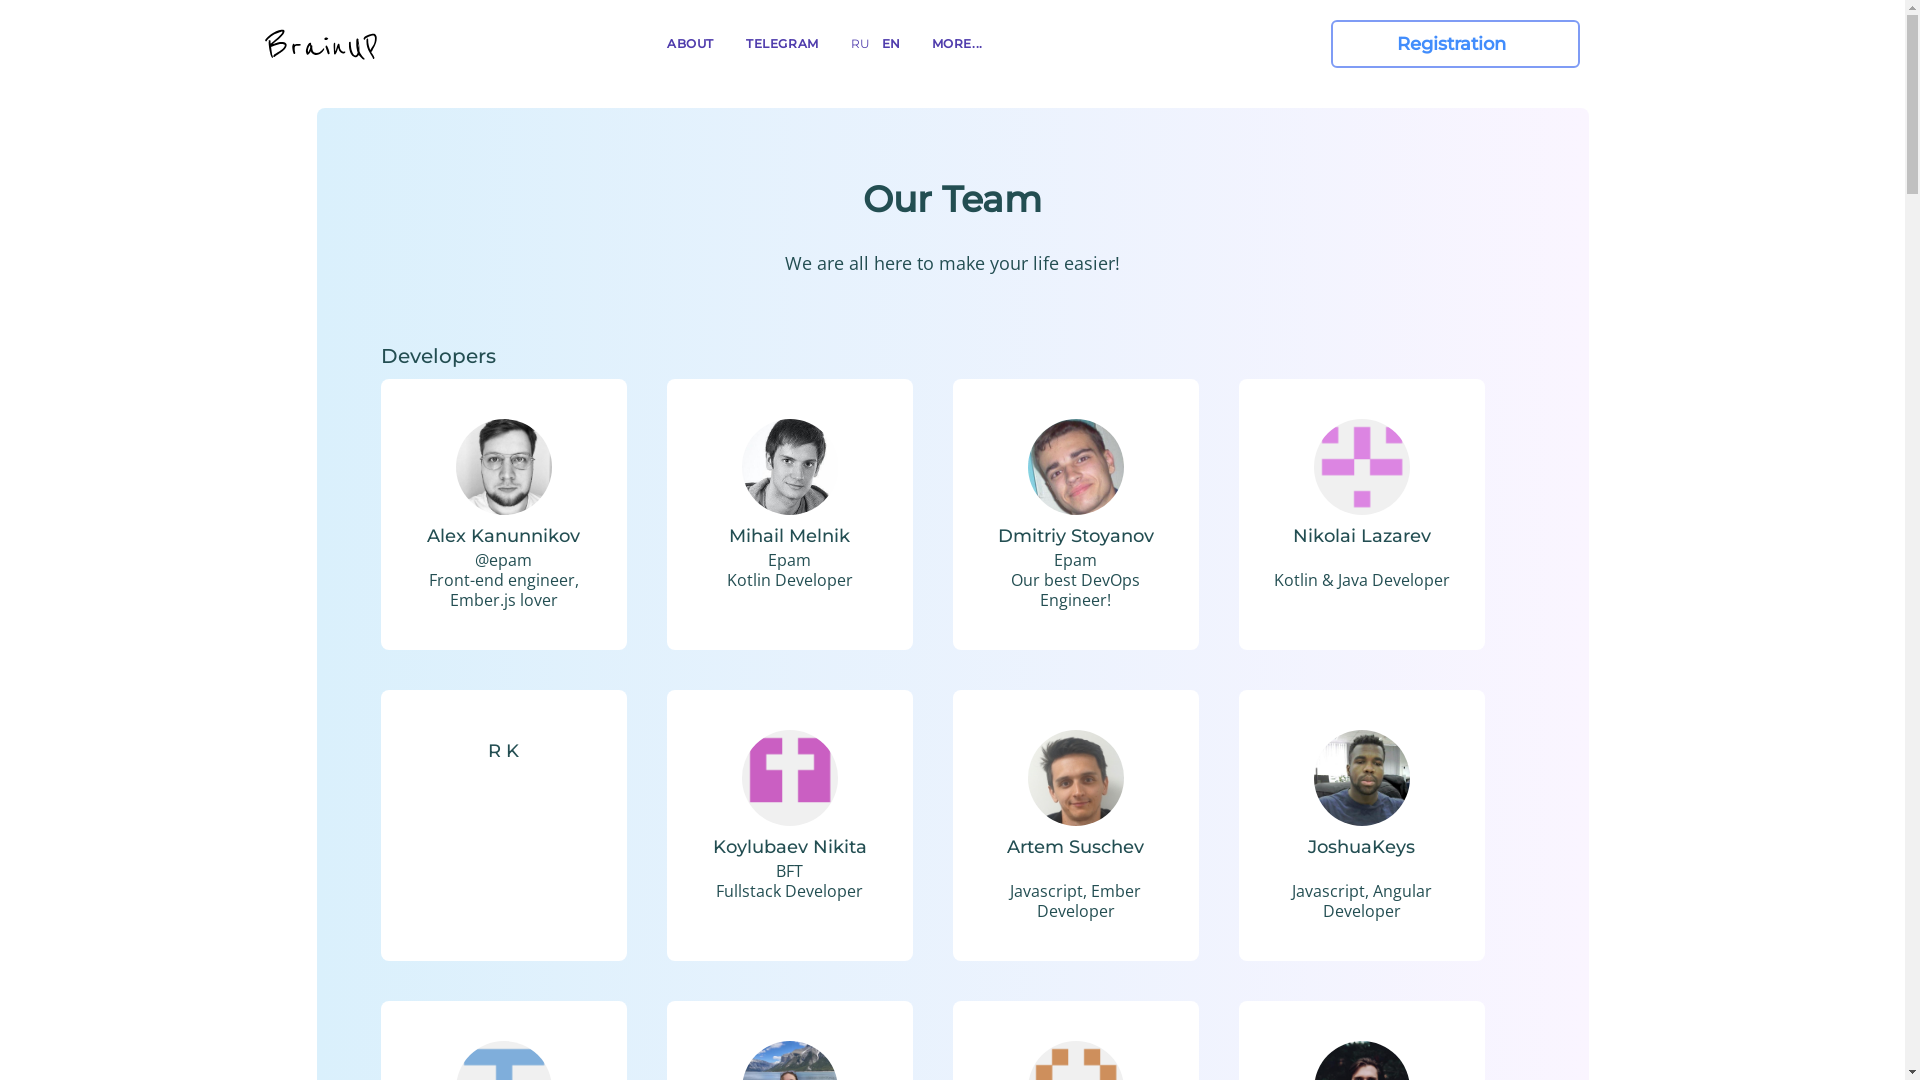 BrainUP
ABOUT
TELEGRAM
RU
EN
MORE...
Registration
Our Team
We are all here to make your life easier!
Developers
Alex Kanunnikov
@epam
Front-end engineer,
Ember.js lover
Mihail Melnik
Epam
Kotlin Developer
Dmitriy Stoyanov
Epam
Our best DevOps
Engineer!
Nikolai Lazarev
Kotlin & Java Developer
R K
Koylubaev Nikita
BFT
Fullstack Developer
Artem Suschev
Javascript, Ember
Developer
JoshuaKeys
Javascript, Angular
Developer